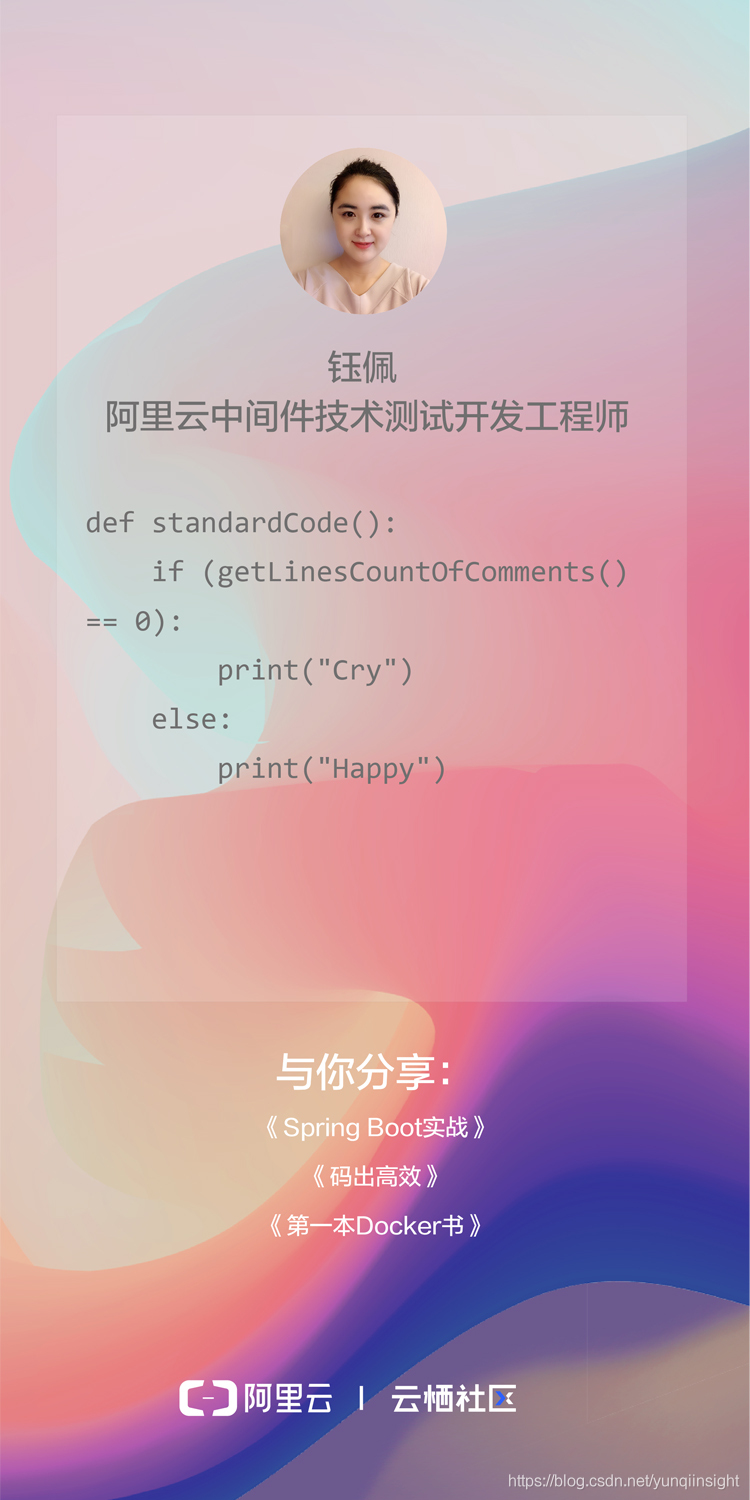 钰佩
阿里云中间件技术测试开发工程师
def standardCode():
    if (getLinesCountOfComments()
== 0):
        print("Cry")
    else:
        print("Happy")
与你分享：
《Spring Boot实战》
《码出高效》
《第一本Docker书》
阿里云 | 云栖社区
https://blog.csdn.net/yunqiinsight